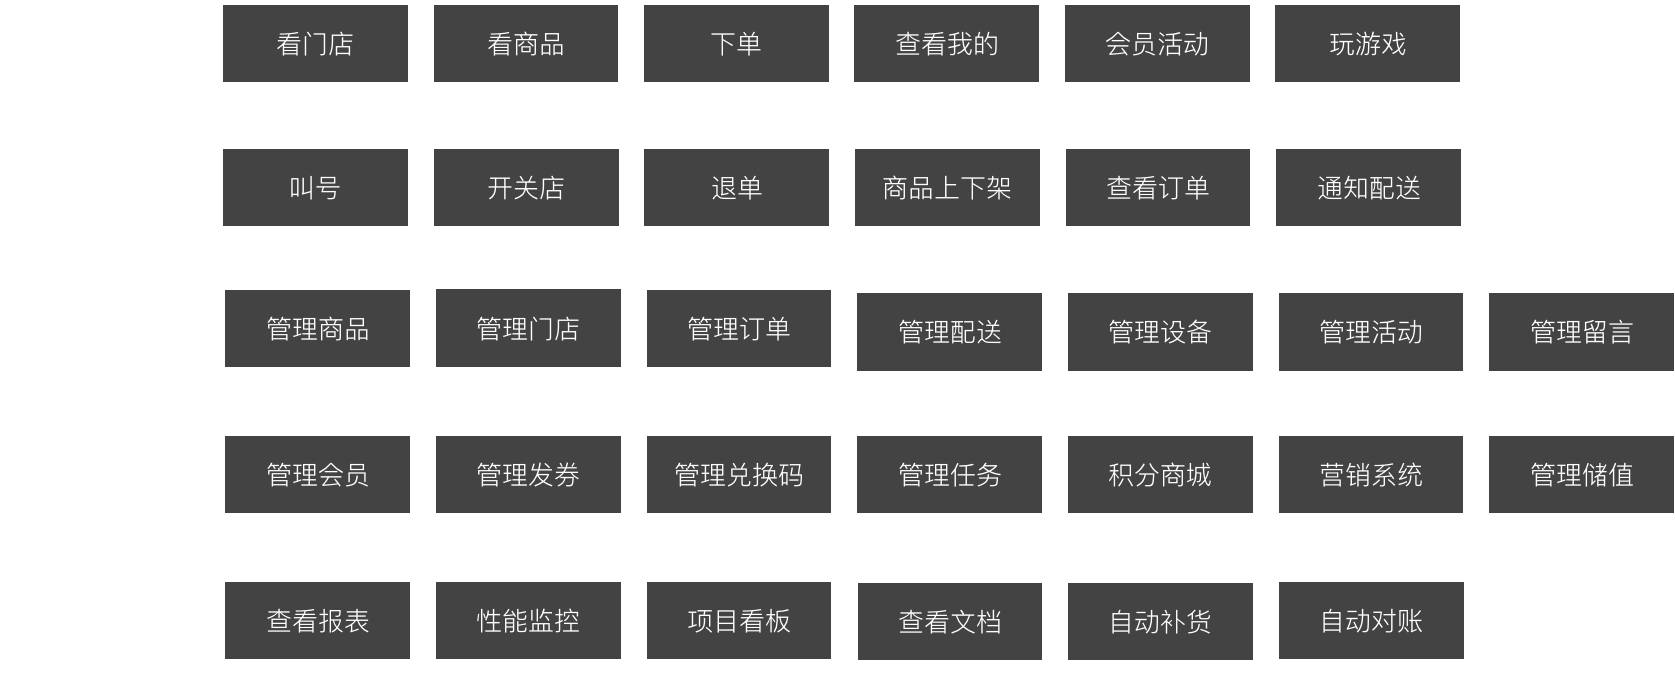 看门店 看商品 下单 查看我的 会员活动 玩游戏
叫号 开关店 退单 商品上下架 查看订单 通知配送
管理商品 管理门店 管理订单 管理配送 管理设备 管理活动 管理留言
管理会员 管理发券 管理兑换码 管理任务 积分商城 营销系统 管理储值
查看报表 性能监控 项目看板 查看文档 自动补货 自动对账